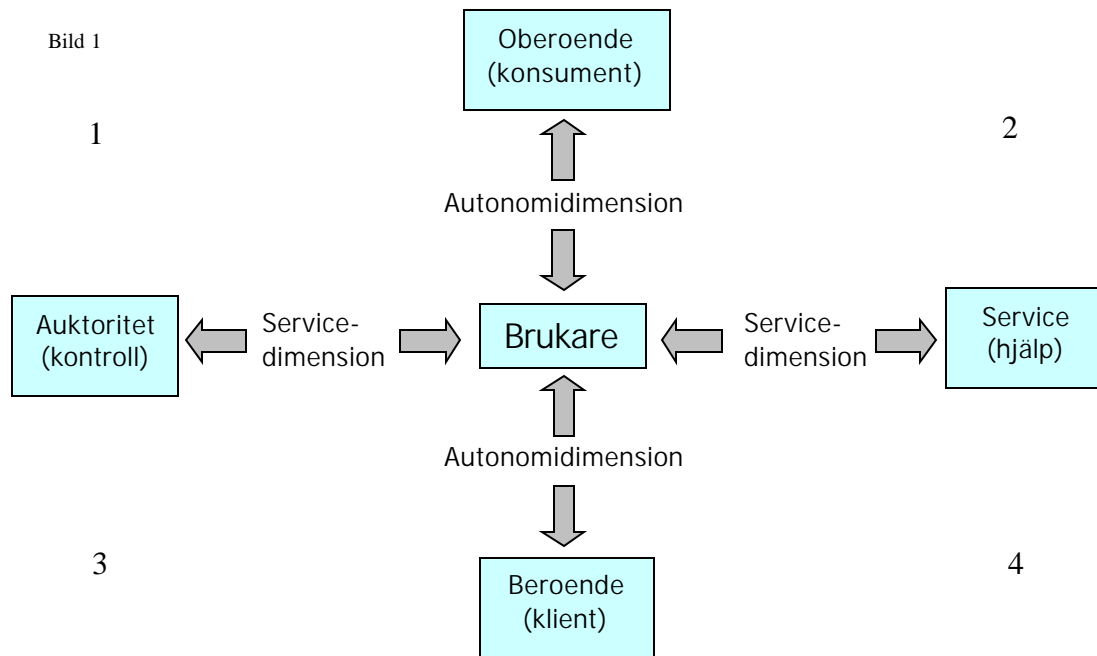 Bild 1
Oberoende
(konsument)
1
2
Autonomidimension
Auktoritet
(kontroll)
Service-
dimension
Brukare
Service-
dimension
Service
(hjälp)
Autonomidimension
3
4
Beroende
(klient)